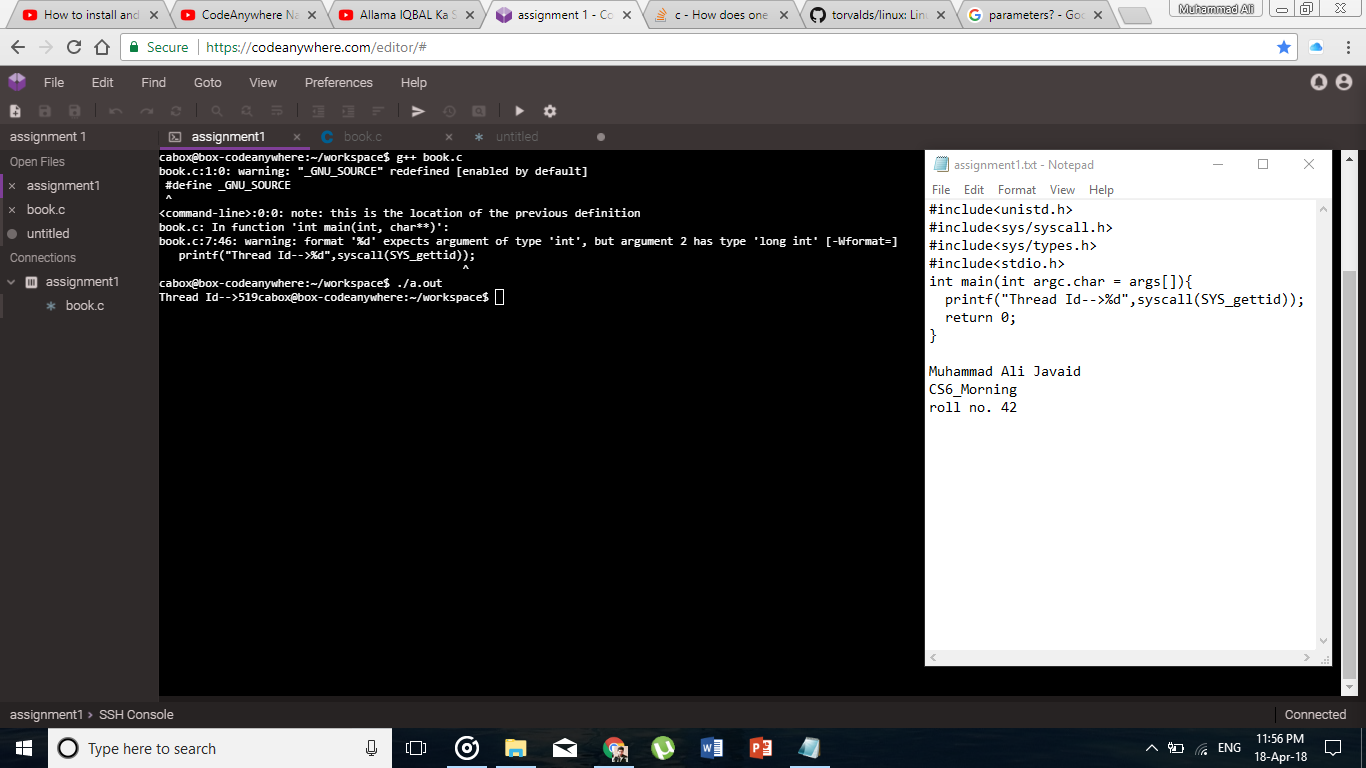 How to install and
CodeAnywhere Na
Allama IQBAL Ka S
assignment 1 - Co
c - How does one
torvalds/linux: Lin
parameters? - Goo
Muhammad Ali
Secure https://codeanywhere.com/editor/#
File Edit Find Goto View Preferences Help
assignment 1
assignment1
book.c
untitled
Open Files
assignment1
book.c
untitled
Connections
assignment1
book.c
cabox@box-codeanywhere:~/workspace$ g++ book.c
book.c:1:0: warning: "_GNU_SOURCE" redefined [enabled by default]
#define _GNU_SOURCE
^
<command-line>:0:0: note: this is the location of the previous definition
book.c: In function 'int main(int, char**)':
book.c:7:46: warning: format '%d' expects argument of type 'int', but argument 2 has type 'long int' [-Wformat=]
printf("Thread Id-->%d",syscall(SYS_gettid));
^
cabox@box-codeanywhere:~/workspace$ ./a.out
Thread Id-->519cabox@box-codeanywhere:~/workspace$
assignment1.txt - Notepad
File Edit Format View Help
#include<unistd.h>
#include<sys/syscall.h>
#include<sys/types.h>
#include<stdio.h>
int main(int argc.char = args[]){
printf("Thread Id-->%d",syscall(SYS_gettid));
return 0;
}
Muhammad Ali Javaid
CS6_Morning
roll no. 42
assignment1 › SSH Console
Connected
Type here to search
ENG
11:56 PM
18-Apr-18